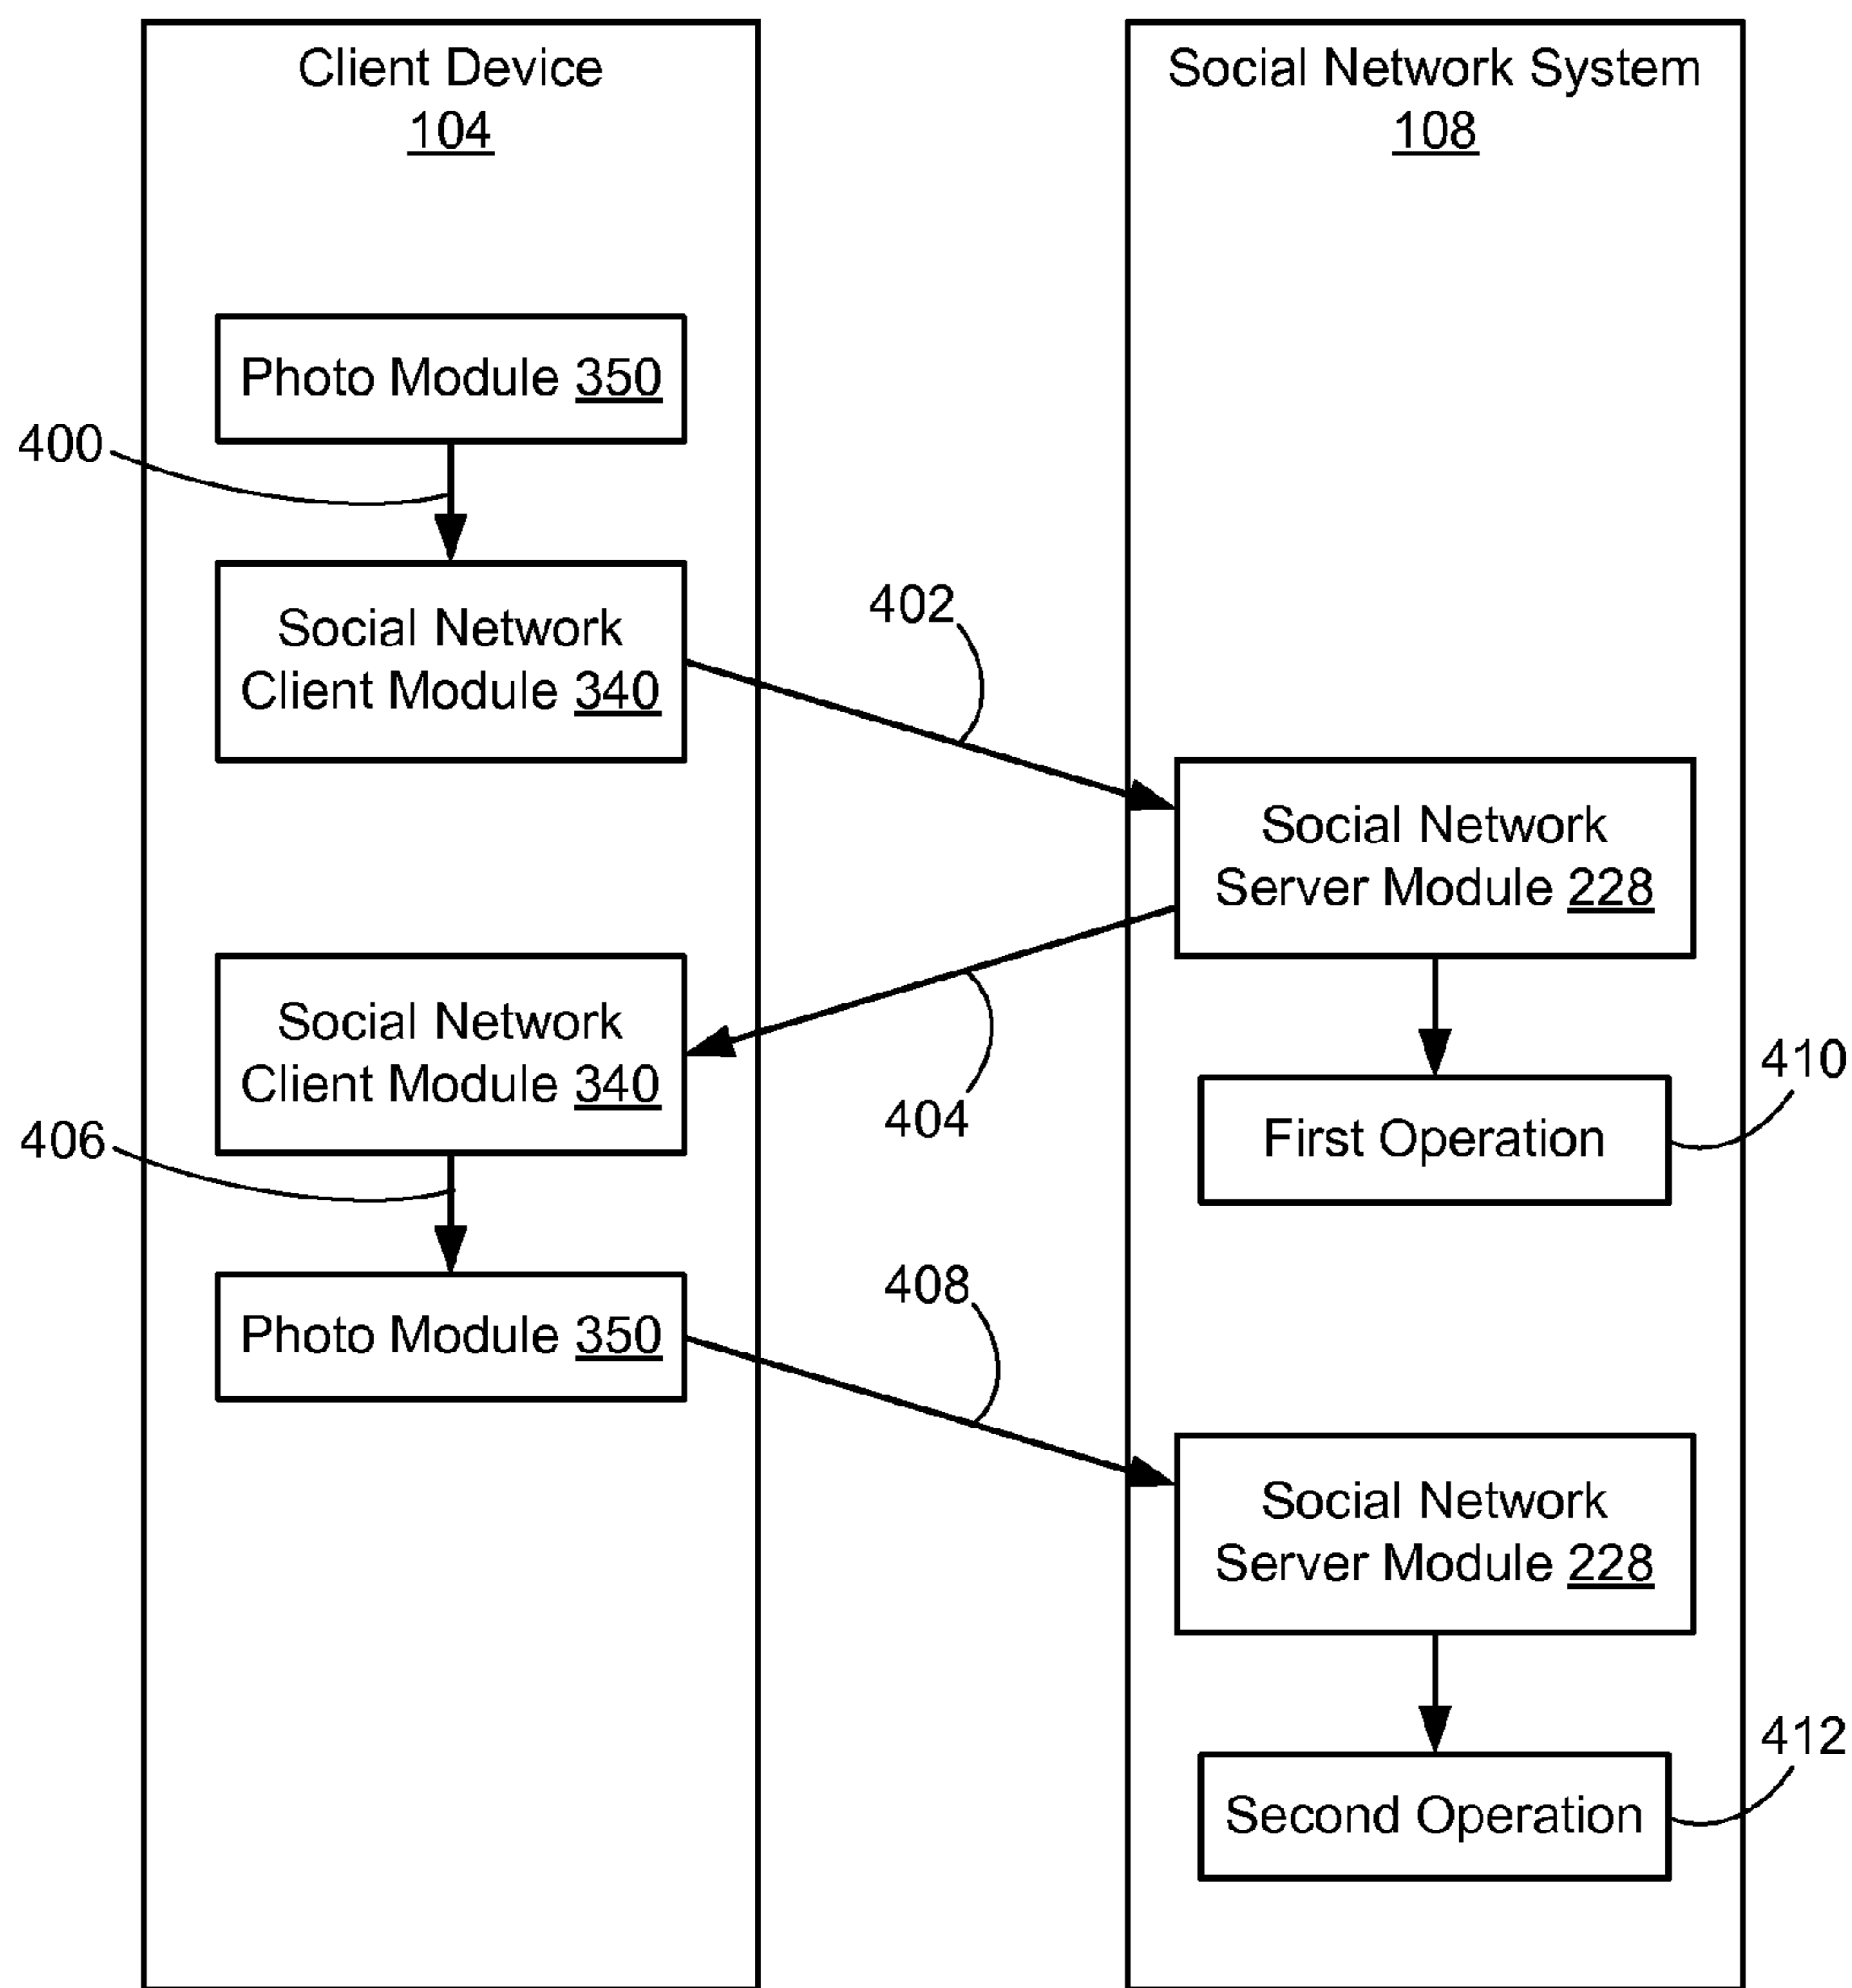 Client Device
104
Social Network System
108
Photo Module 350
400
Social Network
Client Module 340
402
Social Network
Server Module 228
404
Social Network
Client Module 340
406
First Operation
410
Photo Module 350
408
Social Network
Server Module 228
Second Operation
412